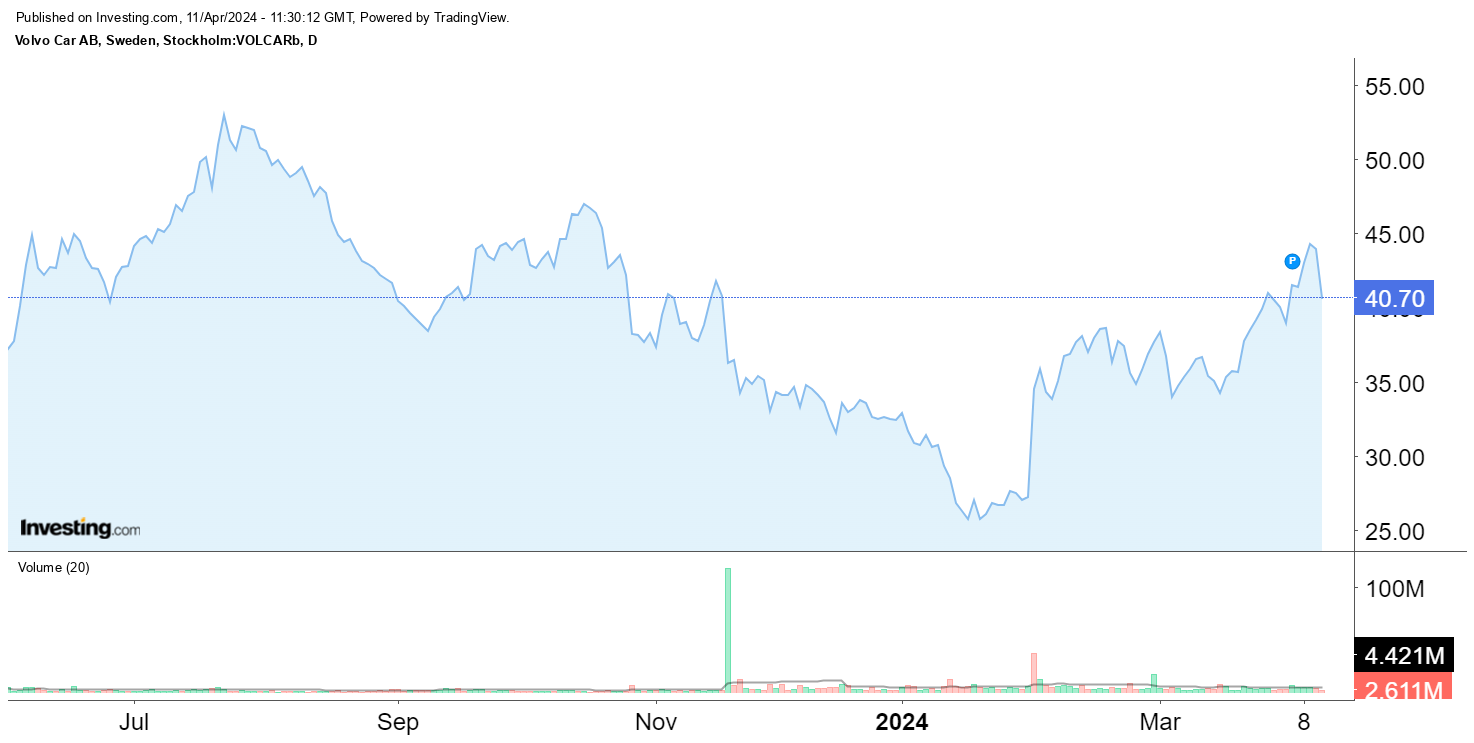 Published on Investing.com, 11/Apr/2024 - 11:30:12 GMT, Powered by TradingView.
Volvo Car AB, Sweden, Stockholm:VOLCARb, D
55.00
50.00
45.00
P
40.70
35.00
30.00
25.00
Investing.com
Volume (20)
100M
4.421M
2.611M
Jul Sep Nov 2024 Mar 8